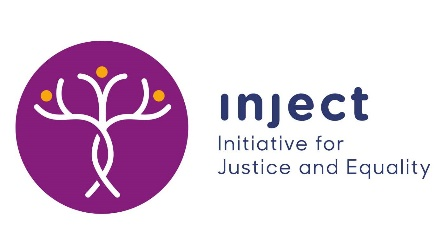 inject
Initiative for
Justice and Equality